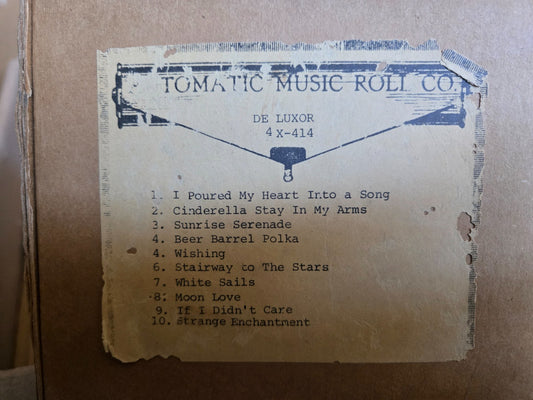 TOMATIC MUSIC ROLL CO.
DE LUXOR
4 X-414
1. I Poured My Heart Into a Song
2. Cinderella Stay In My Arms
3. Sunrise Serenade
4. Beer Barrel Polka
4. Wishing
6. Stairway to The Stars
7. White Sails
8. Moon Love
9. If I Didn't Care
10. Strange Enchantment